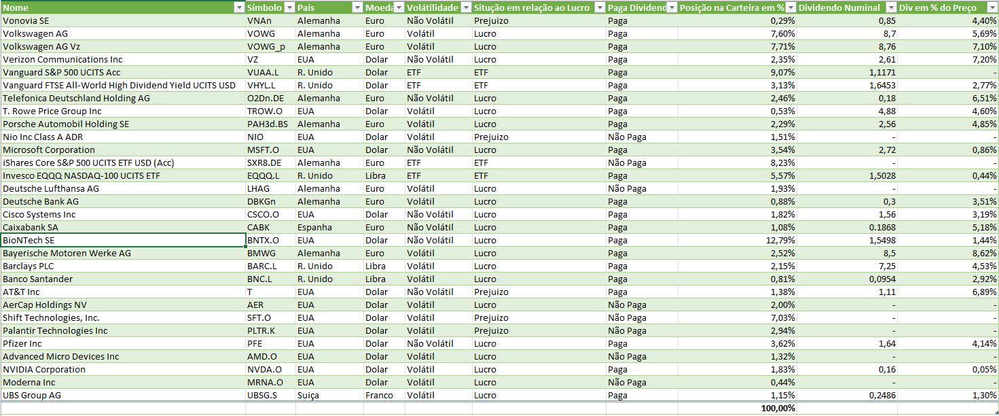 Nome Símbolo País Moeda Volátilidade Situção em relação ao Lucro Paga Dividend Posição na Carteira em % Dividendo Numinal Div em % do Preço
Vonovia SE VNAn Alemanha Euro Não Volátil Prejuizo Paga 0,29% 0,85 4,40%
Volkswagen AG VOWG Alemanha Euro Volátil Lucro Paga 7,60% 8,7 5,69%
Volkswagen AG Vz VOWG_p Alemanha Euro Volátil Lucro Paga 7,71% 8,76 7,10%
Verizon Communications Inc VZ EUA Dolar Não Volátil Lucro Paga 2,35% 2,61 7,20%
Vanguard S&P 500 UCITS Acc VUAA.L R. Unido Dolar ETF ETF Paga 9,07% 1,1171 -
Vanguard FTSE All-World High Dividend Yield UCITS USD VHYL.L R. Unido Dolar ETF ETF Paga 3,13% 1,6453 2,77%
Telefonica Deutschland Holding AG O2Dn.DE Alemanha Euro Não Volátil Lucro Paga 2,46% 0,18 6,51%
T. Rowe Price Group Inc TROW.O EUA Dolar Volátil Lucro Paga 0,53% 4,88 4,60%
Porsche Automobil Holding SE PAH3d.BS Alemanha Euro Volátil Lucro Paga 2,29% 2,56 4,85%
Nio Inc Class A ADR NIO EUA Dolar Volátil Prejuizo Não Paga 1,51% - -
Microsoft Corporation MSFT.O EUA Dolar Não Volátil Lucro Paga 3,54% 2,72 0,86%
iShares Core S&P 500 UCITS ETF USD (Acc) SXR8.DE Alemanha Euro ETF ETF Não Paga 8,23% - -
Invesco EQQQ NASDAQ-100 UCITS ETF EQQQ.L R. Unido Libra ETF ETF Paga 5,57% 1,5028 0,44%
Deutsche Lufthansa AG LHAG Alemanha Euro Volátil Lucro Não Paga 1,93% - -
Deutsche Bank AG DBKGn Alemanha Euro Volátil Lucro Paga 0,88% 0,3 3,51%
Cisco Systems Inc CSCO.O EUA Dolar Não Volátil Lucro Paga 1,82% 1,56 3,19%
Caixabank SA CABK Espanha Euro Não Volátil Lucro Paga 1,08% 0.1868 5,18%
BioNTech SE BNTX.O EUA Dolar Não Volátil Lucro Paga 12,79% 1,5498 1,44%
Bayerische Motoren Werke AG BMWG Alemanha Euro Volátil Lucro Paga 2,52% 8,5 8,62%
Barclays PLC BARC.L R. Unido Libra Volátil Lucro Paga 2,15% 7,25 4,53%
Banco Santander BNC.L R. Unido Libra Volátil Lucro Paga 0,81% 0,0954 2,92%
AT&T Inc T EUA Dolar Não Volátil Prejuizo Paga 1,38% 1,11 6,89%
AerCap Holdings NV AER EUA Dolar Volátil Lucro Não Paga 2,00% - -
Shift Technologies, Inc. SFT.O EUA Dolar Volátil Prejuizo Não Paga 7,03% - -
Palantir Technologies Inc PLTR.K EUA Dolar Volátil Prejuizo Não Paga 2,94% - -
Pfizer Inc PFE EUA Dolar Não Volátil Lucro Paga 3,62% 1,64 4,14%
Advanced Micro Devices Inc AMD.O EUA Dolar Volátil Lucro Não Paga 1,32% - -
NVIDIA Corporation NVDA.O EUA Dolar Volátil Lucro Paga 1,83% 0,16 0,05%
Moderna Inc MRNA.O EUA Dolar Volátil Lucro Não Paga 0,44% - -
UBS Group AG UBSG.S Suiça Franco Volátil Lucro Paga 1,15% 0,2486 1,30%
100,00%